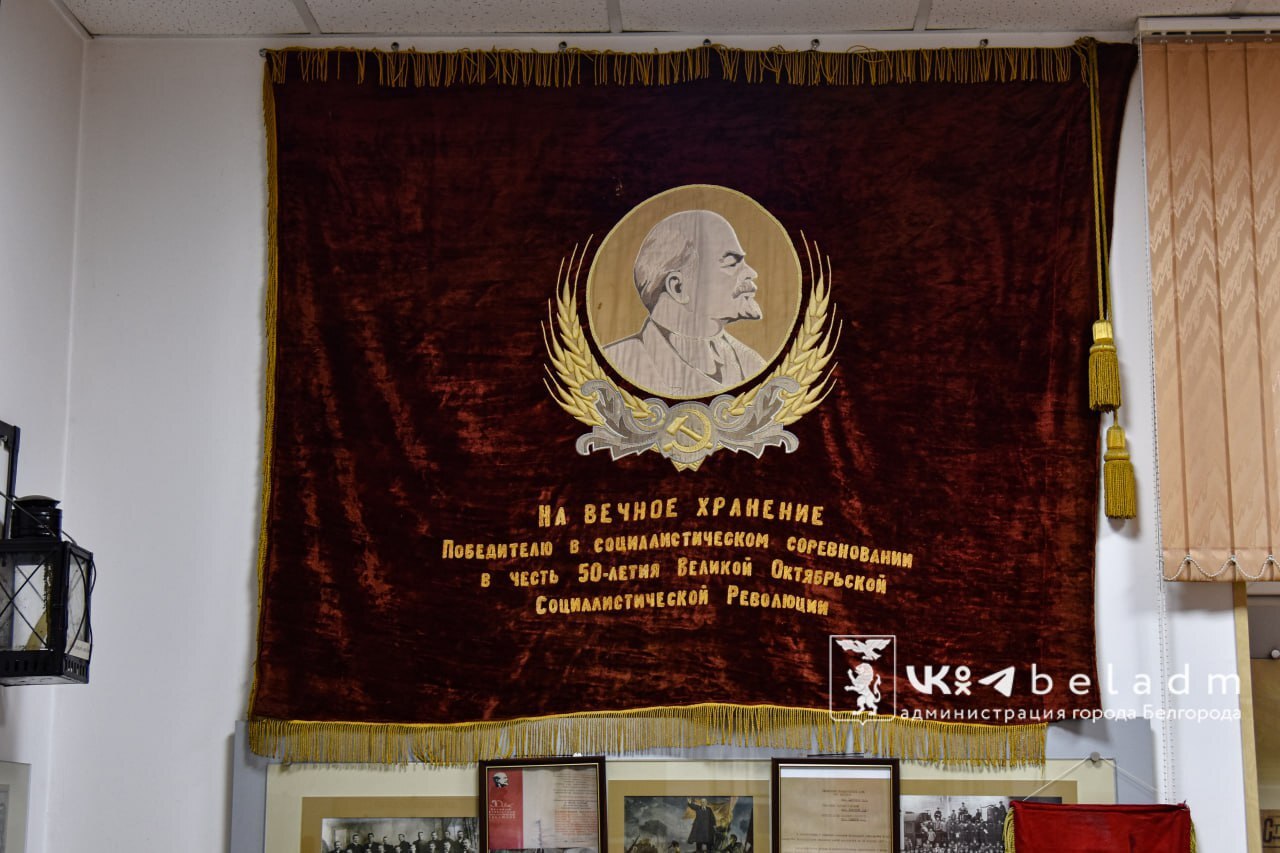 На вечное хранение
Победителю в социалистическом соревновании
в честь 50-летия Великой Октябрьской
Социалистической Революции
beladm
администрация города Белгорода